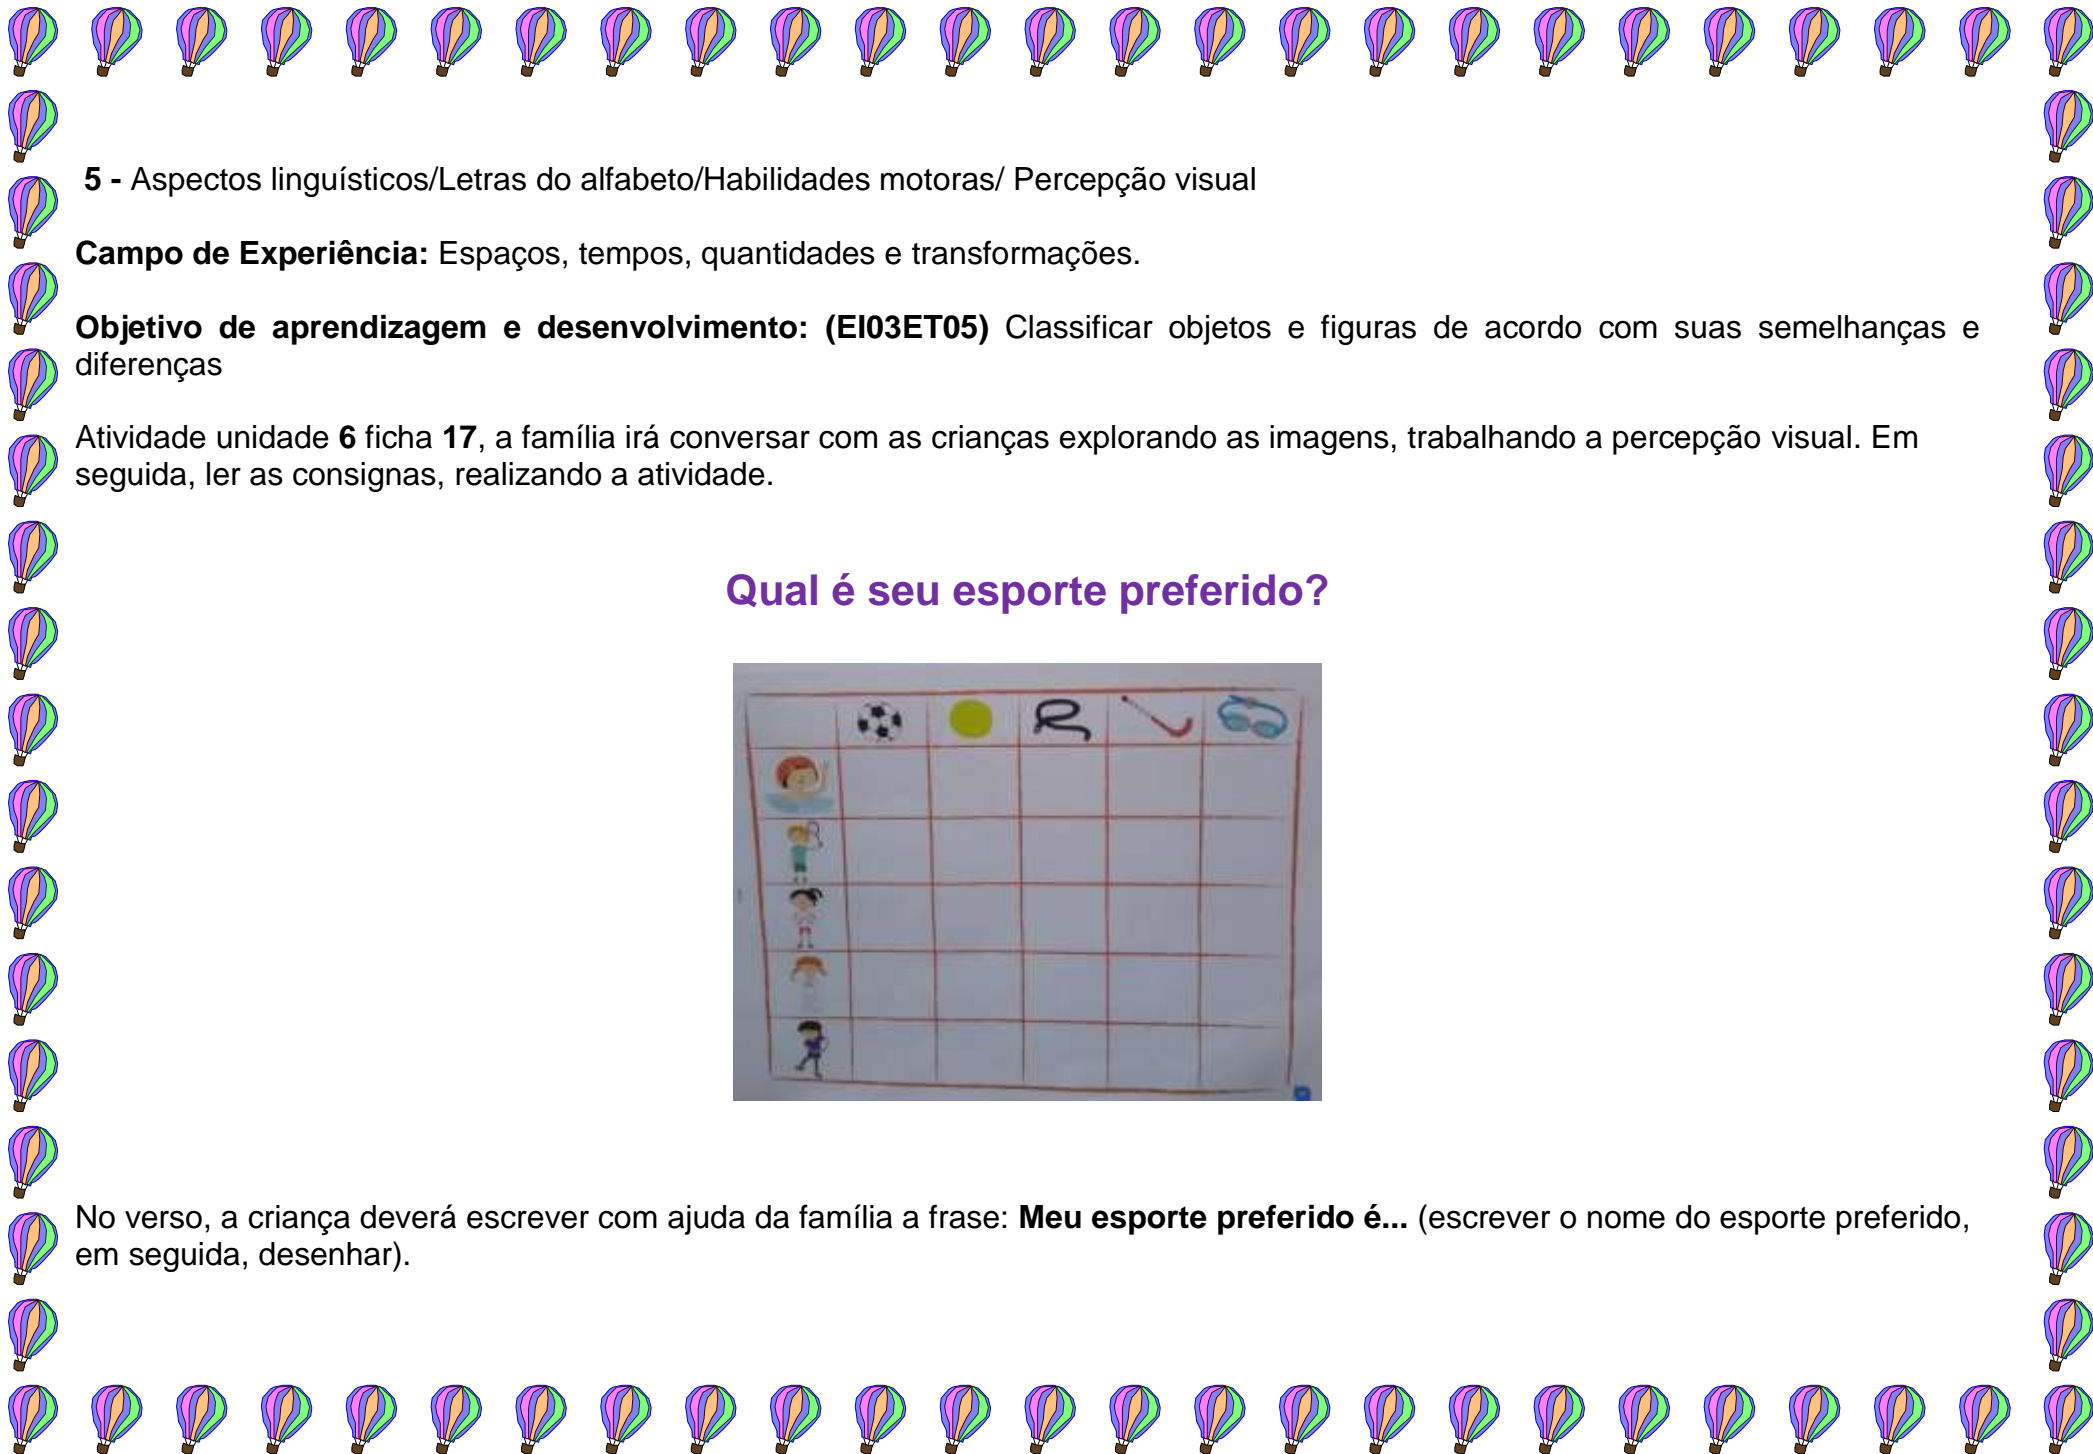 5 - Aspectos linguísticos/Letras do alfabeto/Habilidades motoras/ Percepção visual
Campo de Experiência: Espaços, tempos, quantidades e transformações.
Objetivo de aprendizagem e desenvolvimento: (EI03ET05) Classificar objetos e figuras de acordo com suas semelhanças e
diferenças
Atividade unidade 6 ficha 17, a família irá conversar com as crianças explorando as imagens, trabalhando a percepção visual. Em
seguida, ler as consignas, realizando a atividade.
Qual é seu esporte preferido?
No verso, a criança deverá escrever com ajuda da família a frase: Meu esporte preferido é... (escrever o nome do esporte preferido,
em seguida, desenhar).